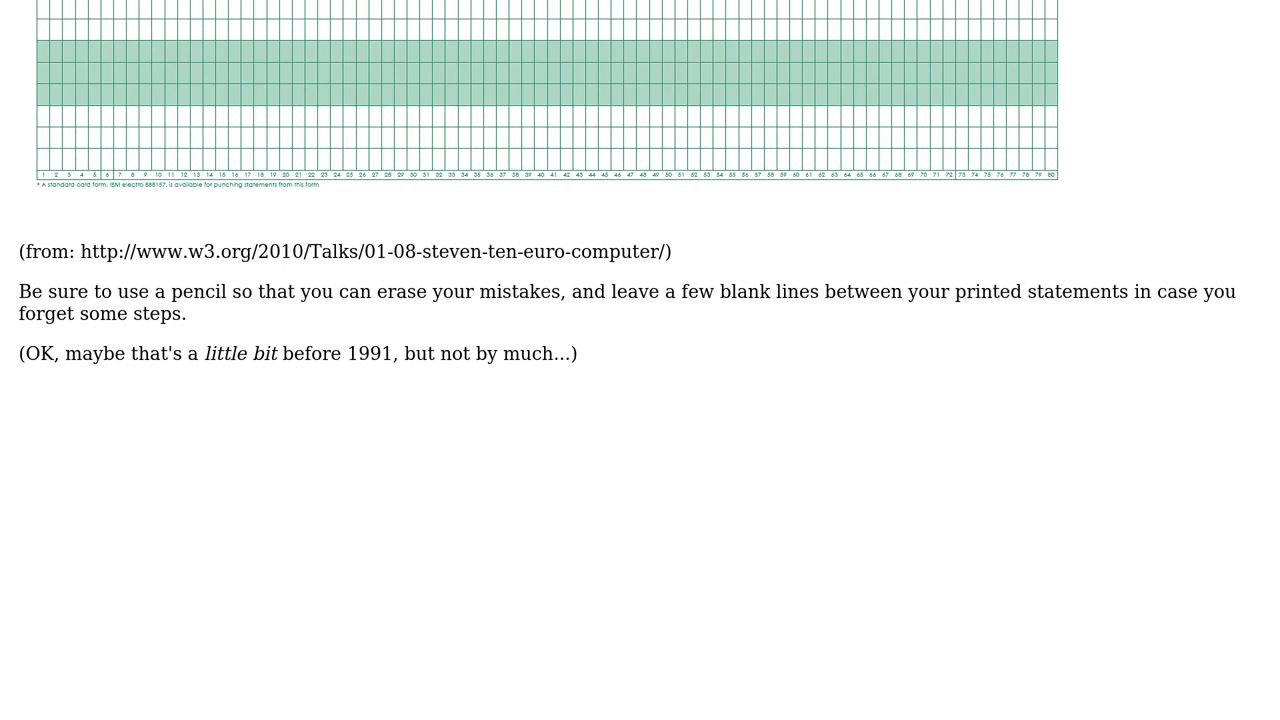 1 2 3 4 5 6 7 8 9 10 11 12 13 14 15 16 17 18 19 20 21 22 23 24 25 26 27 28 29 30 31 32 33 34 35 36 37 38 39 40 41 42 43 44 45 46 47 48 49 50 51 52 53 54 55 56 57 58 59 60 61 62 63 64 65 66 67 68 69 70 71 72 73 74 75 76 77 78 79 80
* A standard card form, IBM electro 888157, is available for punching statements from this form
(from: http://www.w3.org/2010/Talks/01-08-steven-ten-euro-computer/)
Be sure to use a pencil so that you can erase your mistakes, and leave a few blank lines between your printed statements in case you
forget some steps.
(OK, maybe that's a little bit before 1991, but not by much...)